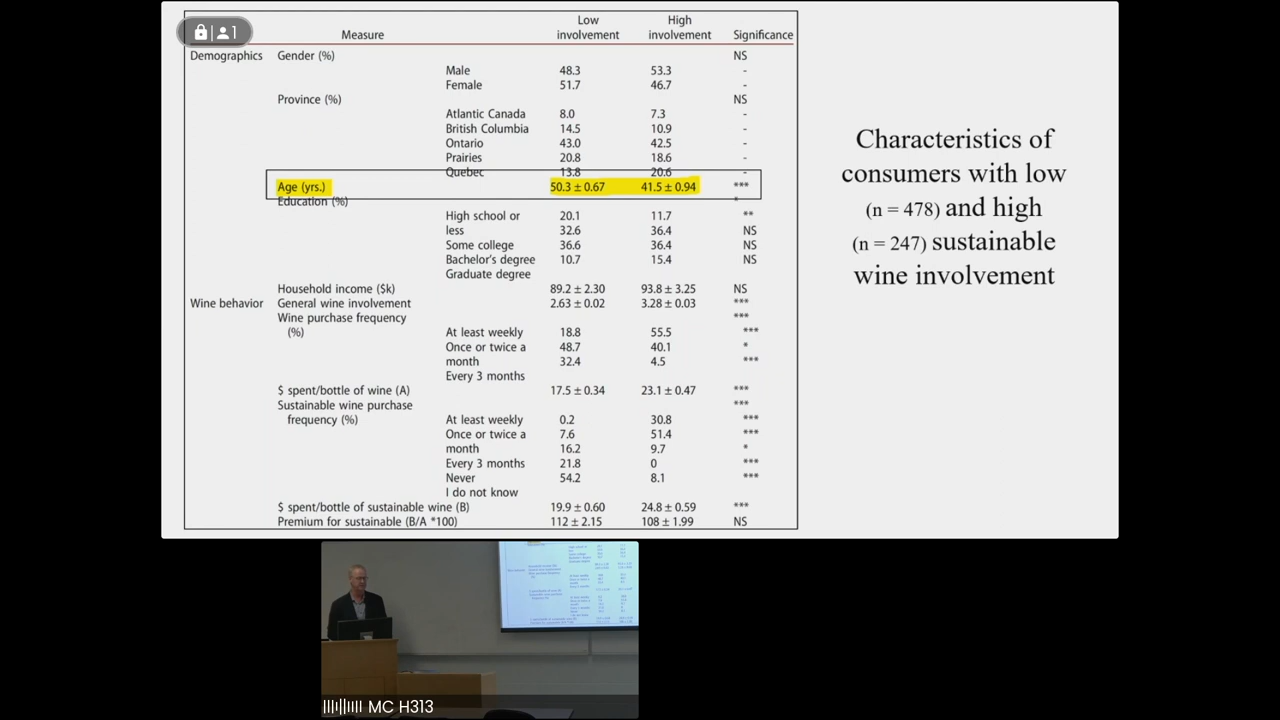 1
Measure Low involvement High involvement Significance
Demographics Gender (%) NS
Male 48.3 53.3 -
Female 51.7 46.7 -
Province (%) NS
Atlantic Canada 8.0 7.3 -
British Columbia 14.5 10.9 -
Ontario 43.0 42.5 -
Prairies 20.8 18.6 -
Quebec 13.8 20.6 -
Age (yrs.) 50.3 ± 0.67 41.5 ± 0.94 ***
Education (%) *
High school or 20.1 11.7 **
less 32.6 36.4 NS
Some college 36.6 36.4 NS
Bachelor's degree 10.7 15.4 NS
Graduate degree
Household income ($k) 89.2 ± 2.30 93.8 ± 3.25 NS
Wine behavior General wine involvement 2.63 ± 0.02 3.28 ± 0.03 ***
Wine purchase frequency ***
(%) At least weekly 18.8 55.5 ***
Once or twice a 48.7 40.1 *
month 32.4 4.5 ***
Every 3 months
$ spent/bottle of wine (A) 17.5 ± 0.34 23.1 ± 0.47 ***
Sustainable wine purchase ***
frequency (%) At least weekly 0.2 30.8 ***
Once or twice a 7.6 51.4 ***
month 16.2 9.7 *
Every 3 months 21.8 0 ***
Never 54.2 8.1 ***
I do not know
$ spent/bottle of sustainable wine (B) 19.9 ± 0.60 24.8 ± 0.59 ***
Premium for sustainable (B/A *100) 112 ± 2.15 108 ± 1.99 NS
Characteristics of
consumers with low
(n = 478) and high
(n = 247) sustainable
wine involvement
MC H313